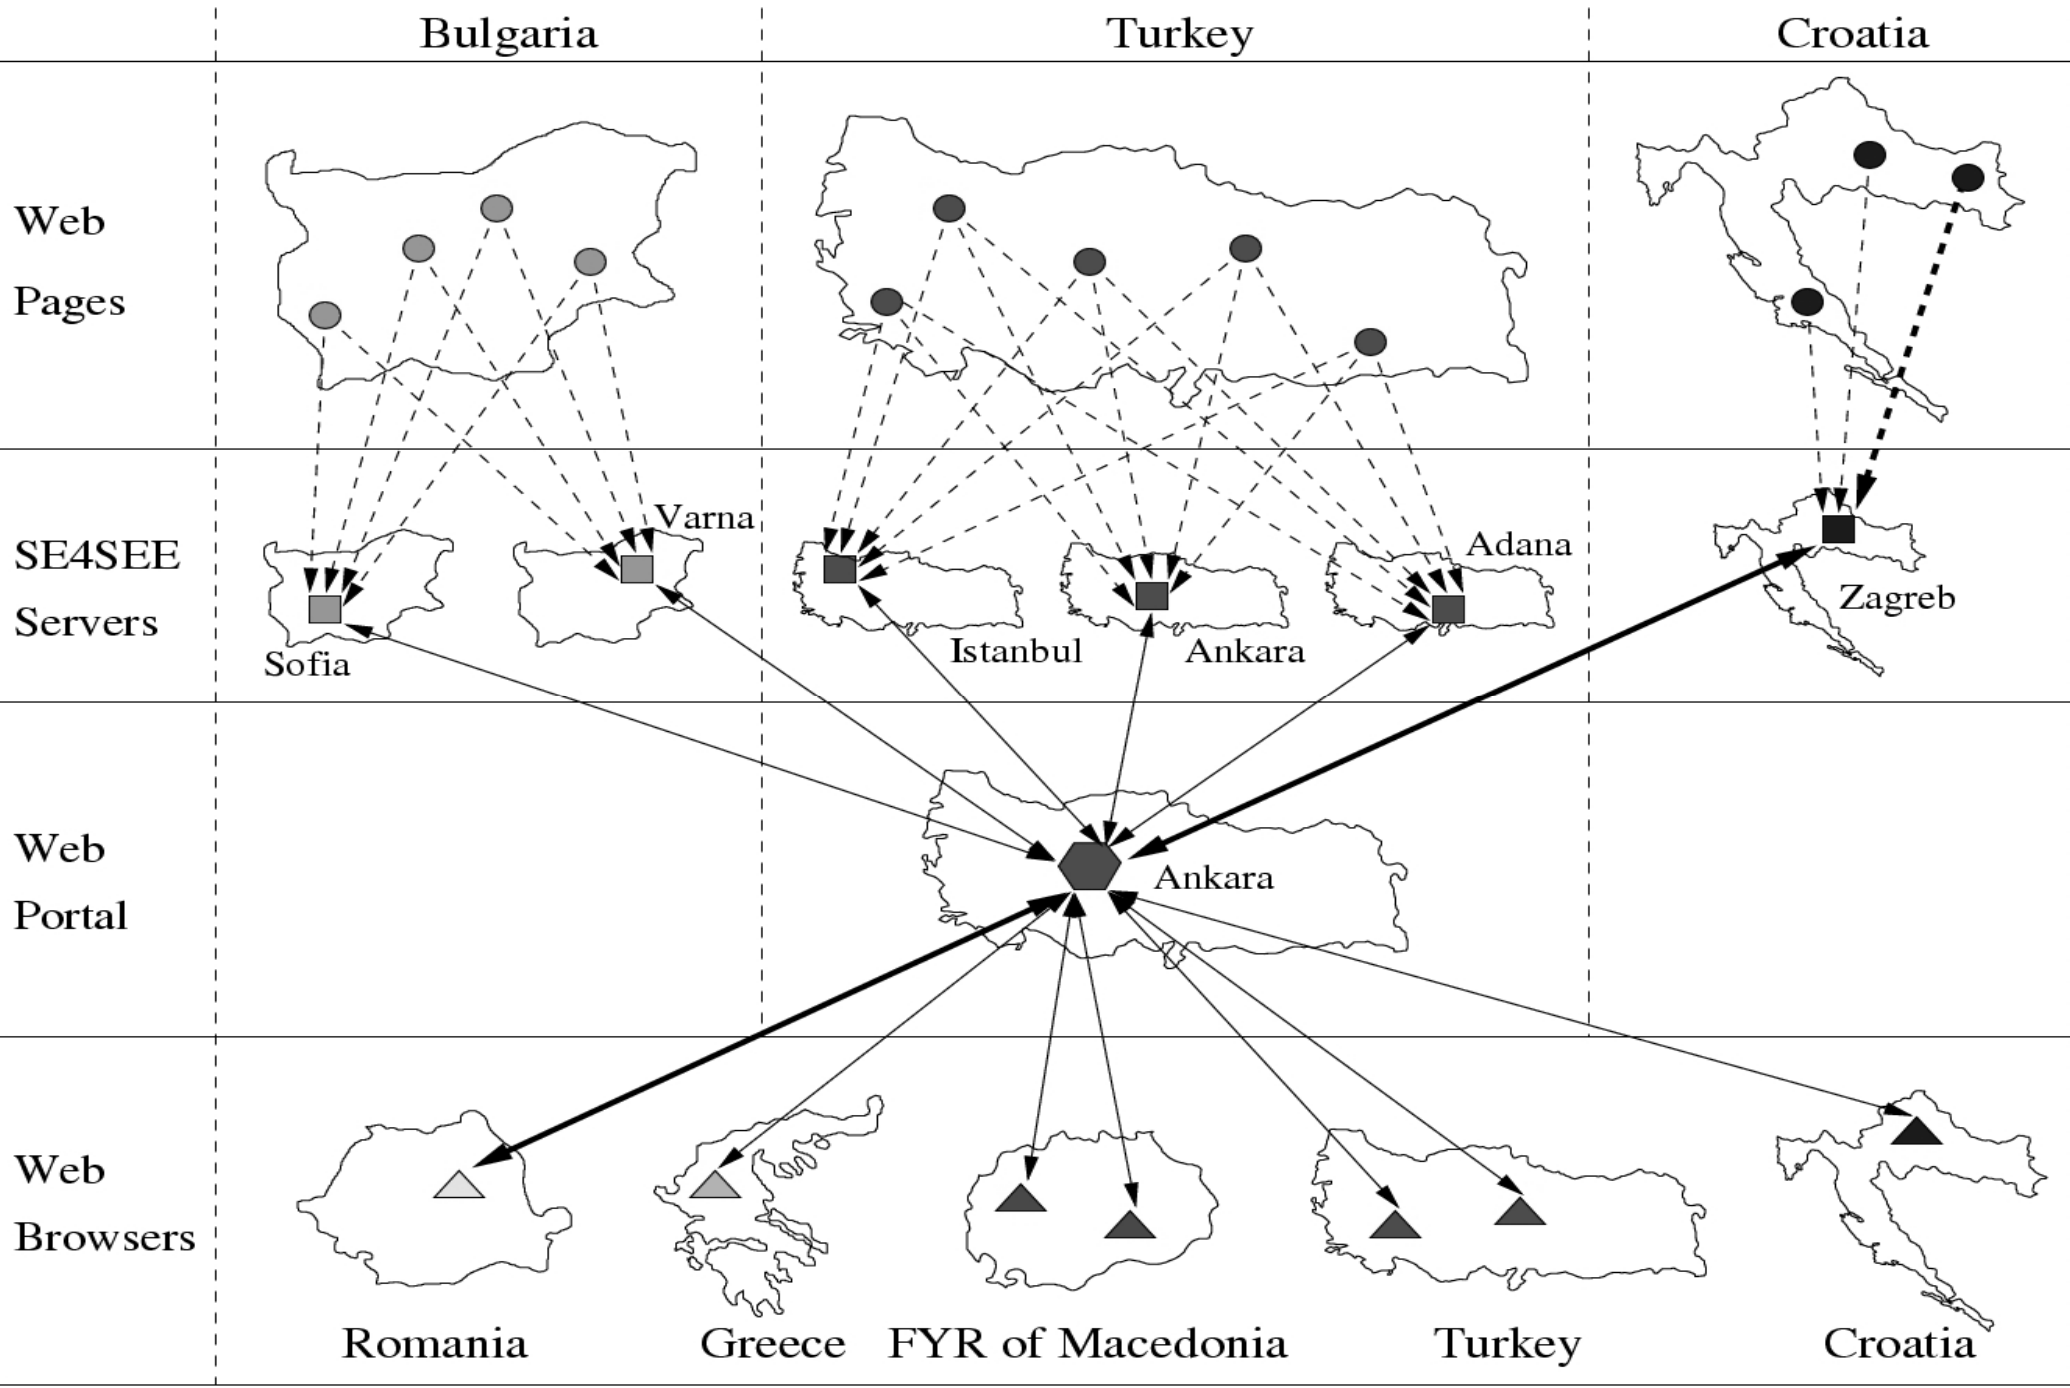 Bulgaria
Turkey
Croatia
Web
Pages
SE4SEE
Servers
Sofia
Varna
Istanbul
Ankara
Adana
Zagreb
Web
Portal
Ankara
Web
Browsers
Romania
Greece
FYR of Macedonia
Turkey
Croatia